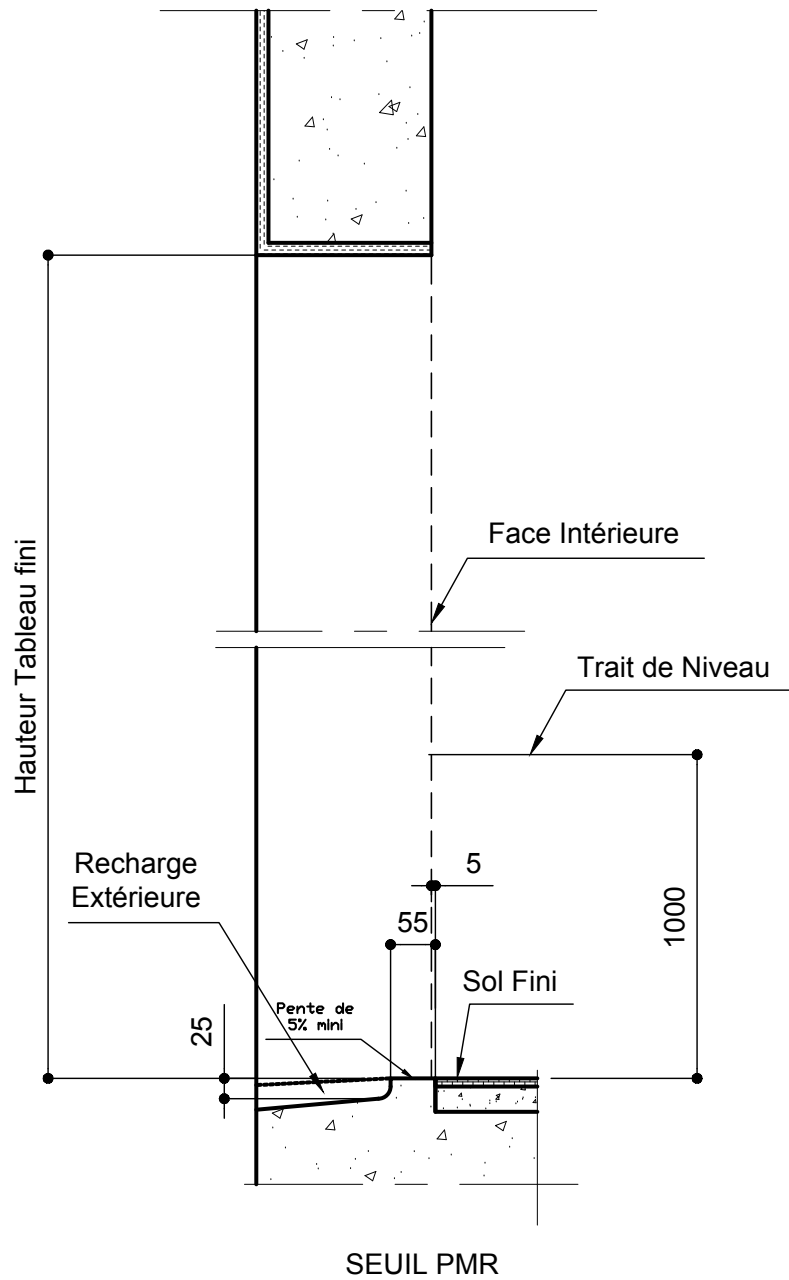 Face Intérieure
Hauteur Tableau fini
Trait de Niveau
Recharge
Extérieure
5
55
1000
Sol Fini
25
Pente de
5% mini
SEUIL PMR